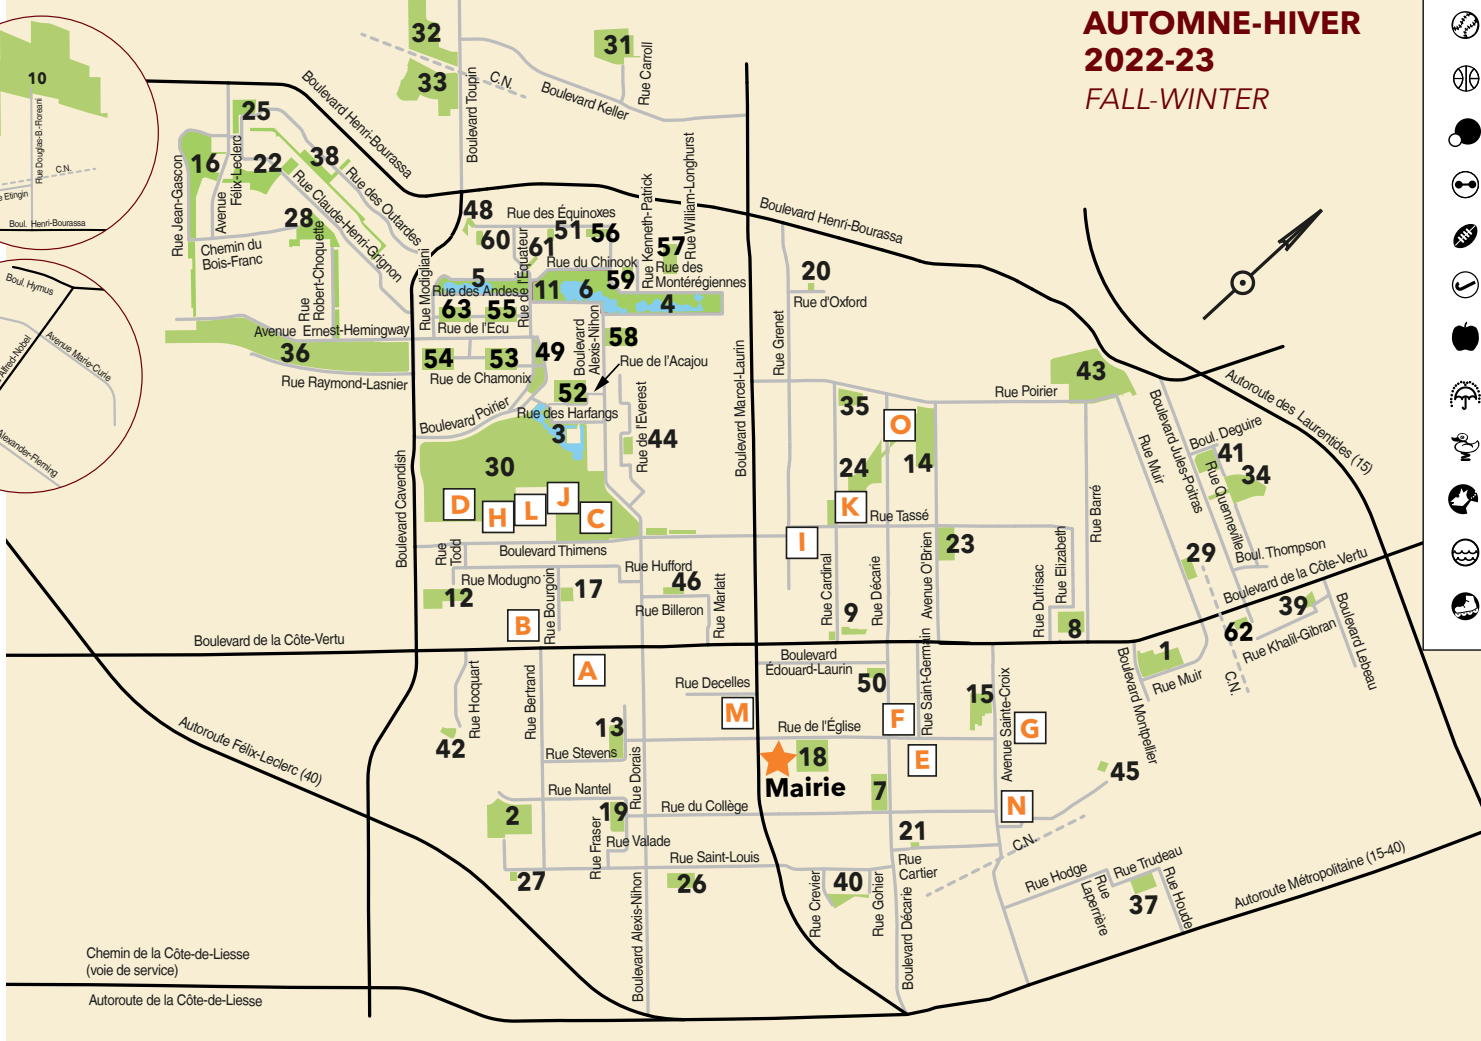 AUTOMNE-HIVER
2022-23
FALL-WINTER
10
Rue Douglas-B.-Floreani
C.N.
Etingin
Boul. Henri-Bourassa
Boul. Hymus
Alfred-Nobel
Avenue Marie-Curie
Alexander-Fleming
32
33
31
C.N.
Boulevard Toupin
Boulevard Keller
Rue Carroll
Boulevard Henri-Bourassa
25
16
22
38
28
Rue Jean-Gascon
Avenue
Félix-Leclerc
Rue des Outardes
Rue Claude-Henri-Grignon
Chemin du
Bois-Franc
Rue
Robert-Choquette
Avenue Ernest-Hemingway
36
Rue Raymond-Lasnier
Rue Modigliani
48
Rue des Équinoxes
60
61
51
56
Rue de l'Équateur
Rue du Chinook
57
Rue Kenneth-Patrick
Rue William-Longhurst
Rue des
Montérégiennes
5
Rue des Andes
11
6
59
4
63
55
Rue de l'Écu
54
53
49
Boulevard
Alexis-Nihon
58
Rue de l'Acajou
Rue de Chamonix
52
Boulevard Poirier
Rue des Harfangs
3
Rue de l'Everest
44
30
D
H
L
J
C
Boulevard Cavendish
Boulevard Marcel-Laurin
Boulevard Henri-Bourassa
20
Rue d'Oxford
Rue Grenet
35
O
24
14
K
Rue Tassé
I
23
Rue Poirier
43
Autoroute des Laurentides (15)
Boulevard Jules-Poitras
Rue Muir
Boul. Deguire
41
34
Rue Quenneville
Boul. Thompson
29
Boulevard de la Côte-Vertu
39
62
Rue Khalil-Gibran
Boulevard Lebeau
C.N.
Rue Barré
Rue Elizabeth
Rue Dutrisac
8
1
Rue Muir
Boulevard Montpellier
Rue Todd
Boulevard Thimens
Rue Modugno
Rue Bourgoin
12
17
Rue Hufford
46
Rue Billeron
Rue Marlatt
B
Boulevard de la Côte-Vertu
Rue Cardinal
Rue Décarie
Avenue O'Brien
9
A
Rue Hocquart
Rue Bertrand
42
Rue Decelles
M
Boulevard
Édouard-Laurin
50
Rue Saint-Germain
15
Avenue Sainte-Croix
F
G
E
N
13
Rue Stevens
Rue Dorais
Rue de l'Église
18
Mairie
7
45
Autoroute Félix-Leclerc (40)
Rue Nantel
2
19
Rue Fraser
Rue Valade
Rue du Collège
21
Rue
Cartier
C.N.
27
Rue Saint-Louis
26
Boulevard Alexis-Nihon
Rue Crevier
40
Rue Gohier
Boulevard Décarie
Rue Hodge
Rue Trudeau
Rue
Laperrière
37
Rue Houde
Autoroute Métropolitaine (15-40)
Chemin de la Côte-de-Liesse
(voie de service)
Autoroute de la Côte-de-Liesse